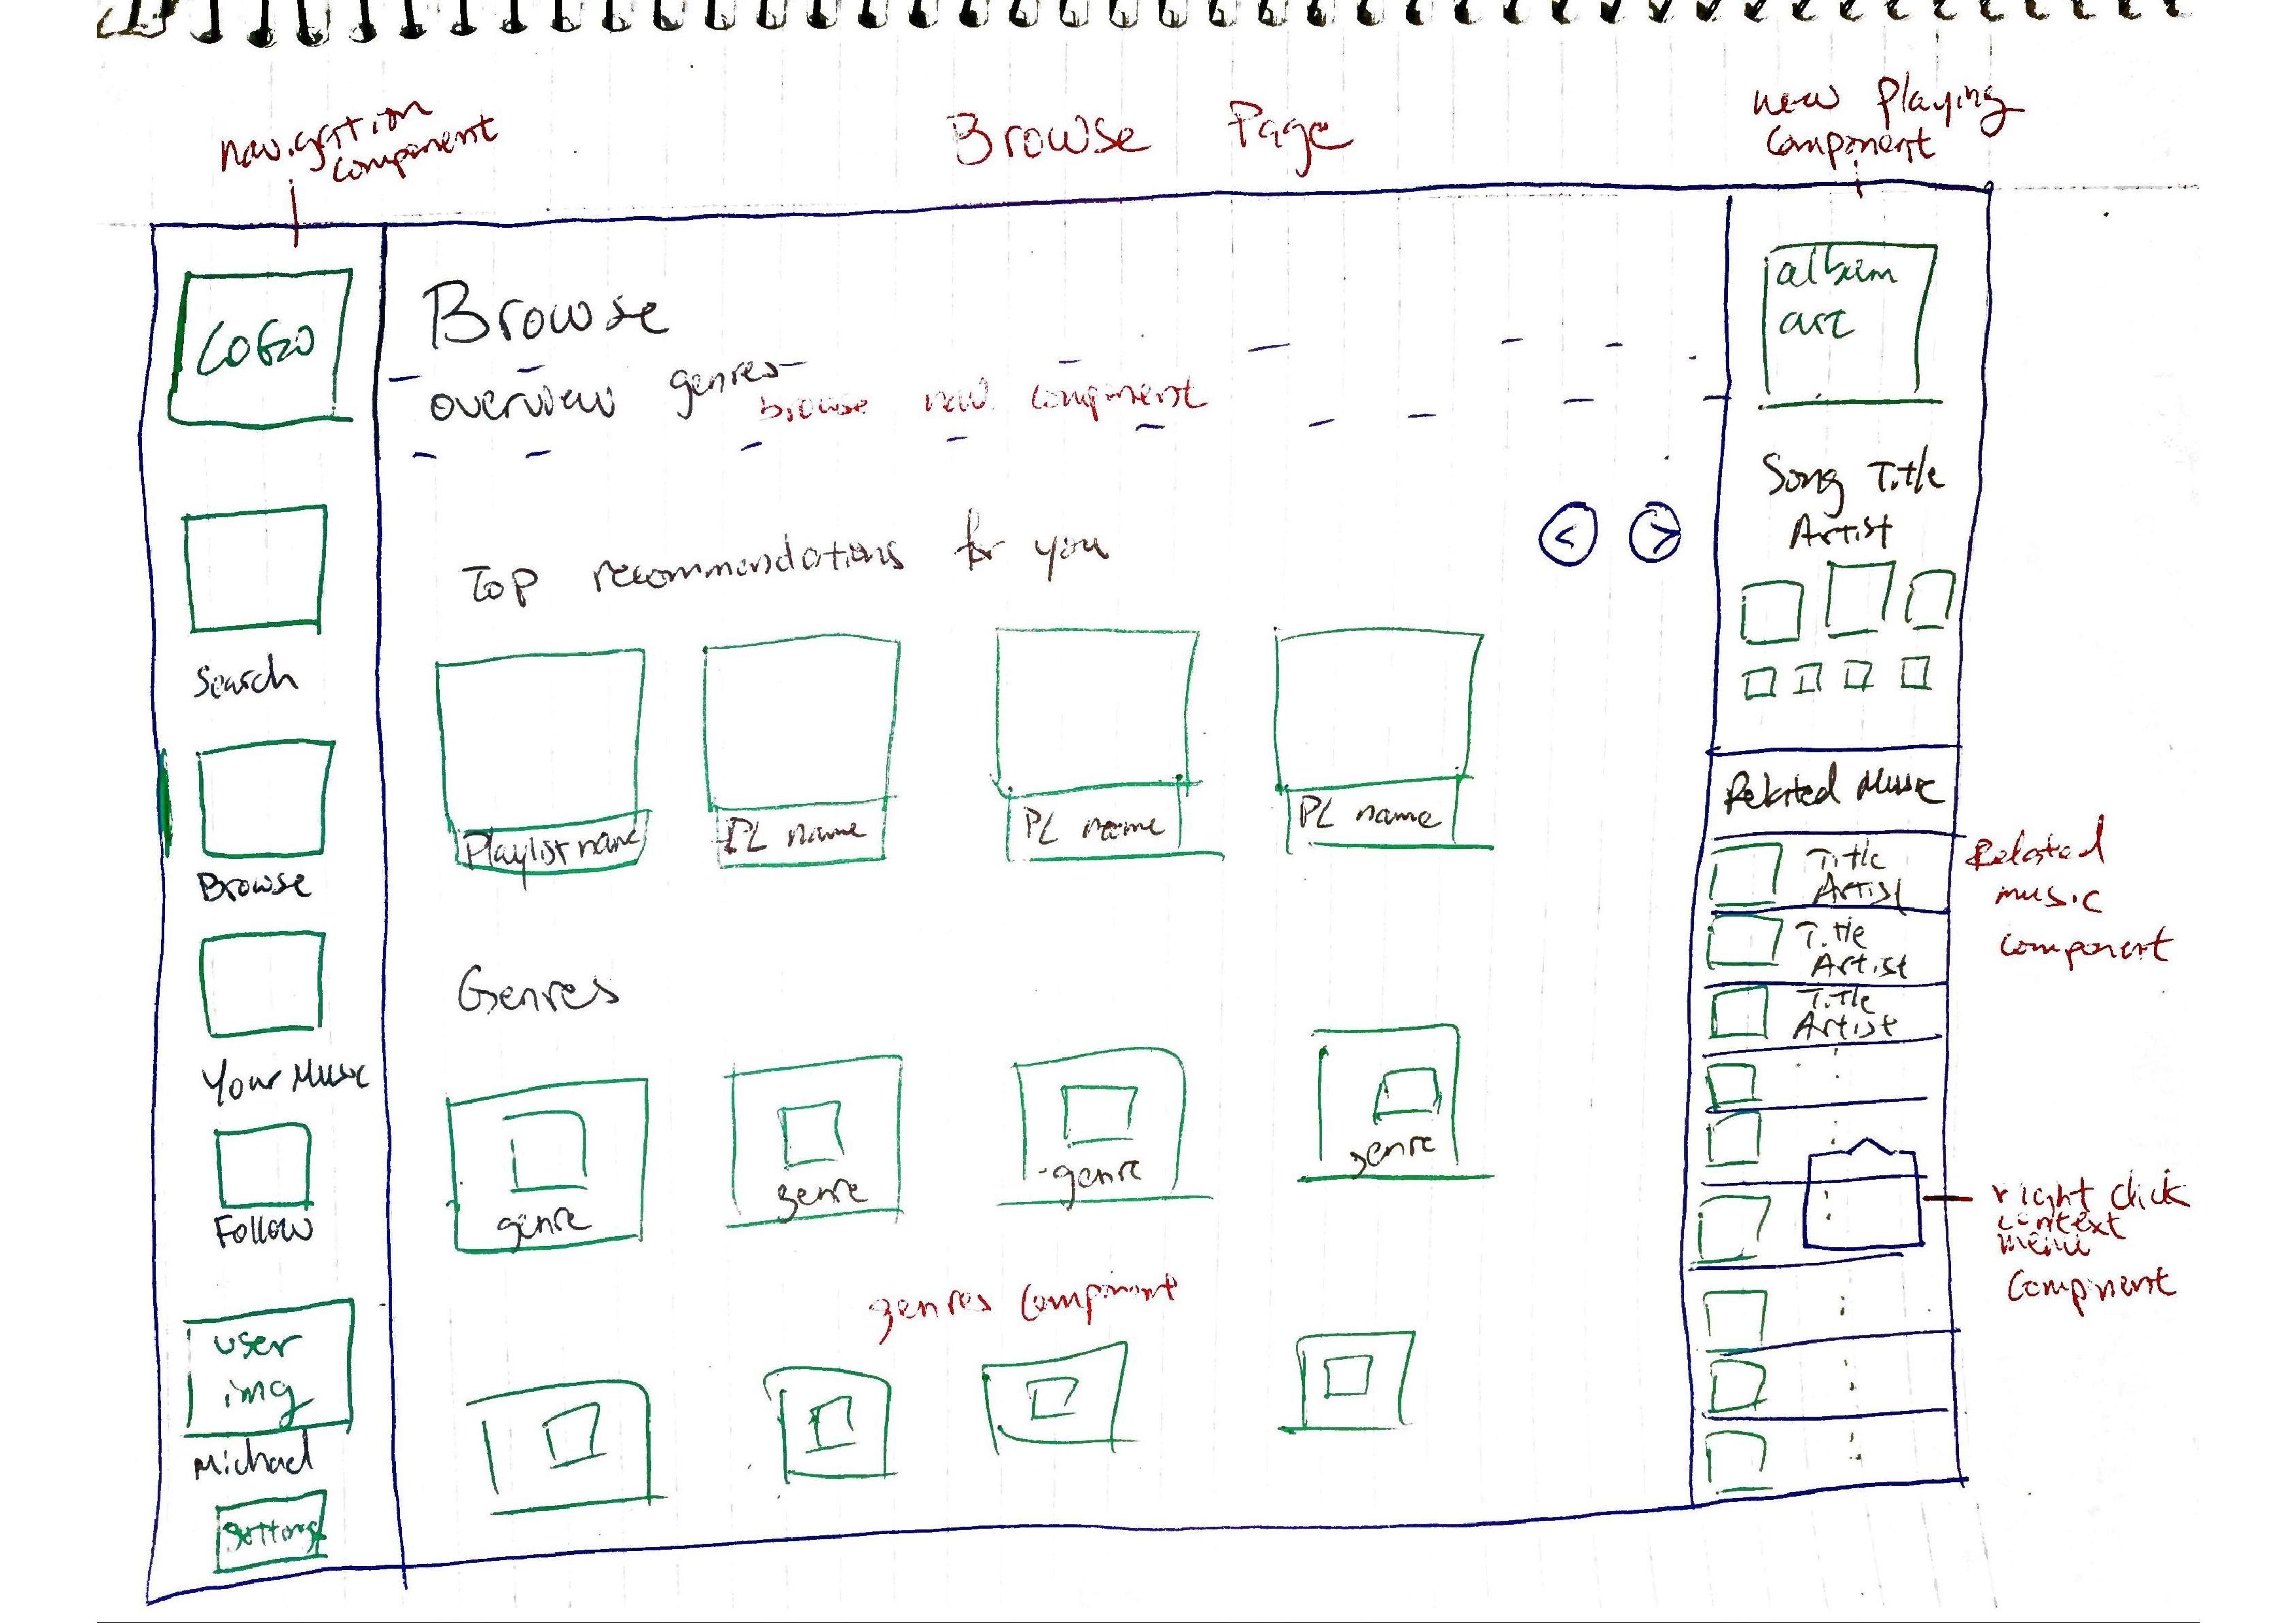 navigation
component
Browse Page
now playing
component
LOGO
Search
Browse
Your Music
Follow
user
img
Michael
settings
Browse
overview genres
browse nav component
Top recommendations for you
< >
Playlist name
PL name
PL name
PL name
Genres
genre
genre
genre
genre
genres component
album
art
Song Title
Artist
Related Music
Title
Artist
Title
Artist
Title
Artist
Related
music
component
right click
context
menu
component